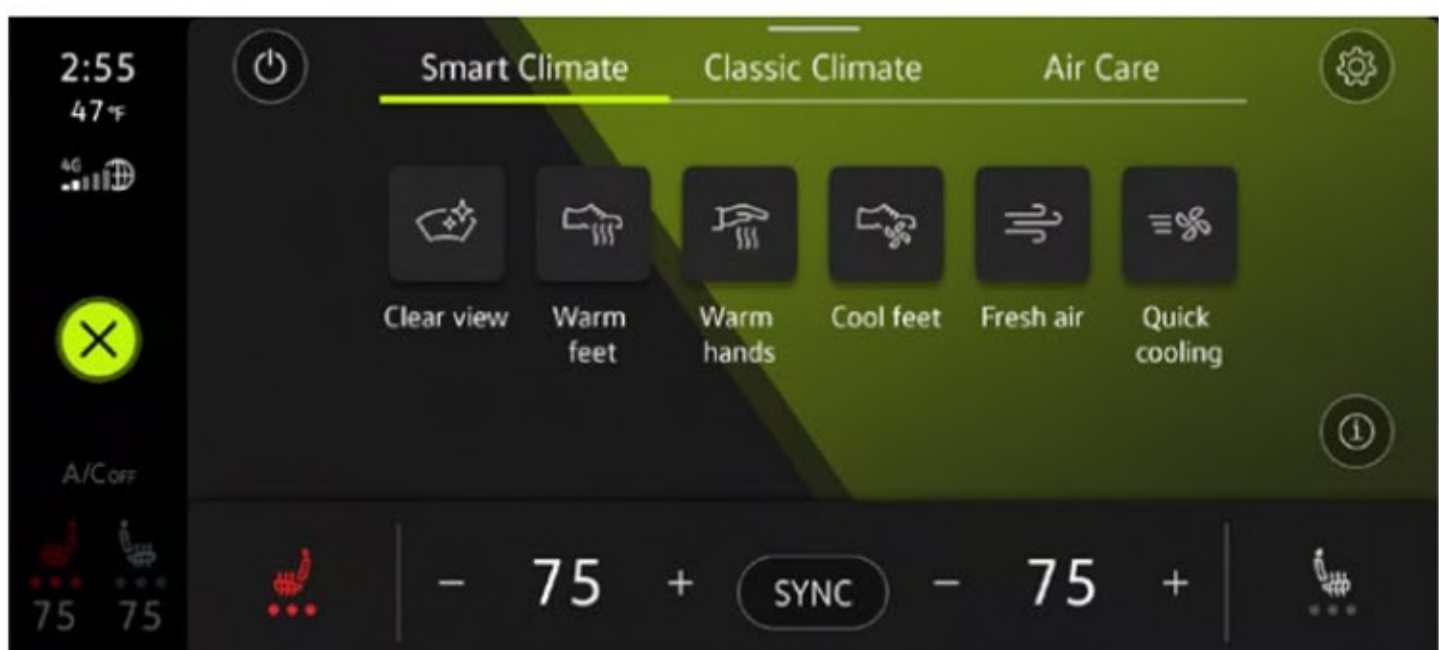 2:55
47 °F
4G
Smart Climate
Classic Climate
Air Care
Clear view
Warm
feet
Warm
hands
Cool feet
Fresh air
Quick
cooling
i
A/C OFF
75 75
- 75 +
SYNC
- 75 +